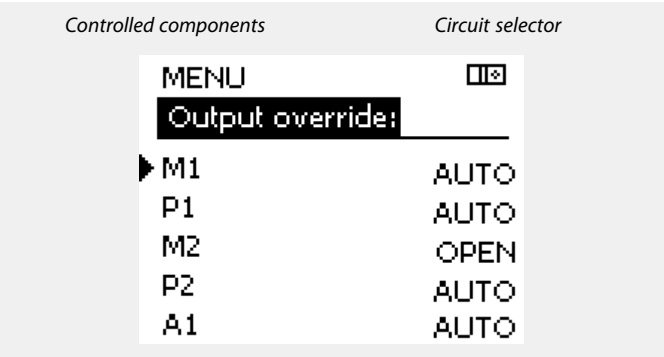 Controlled components Circuit selector
MENU
Output override:
M1 AUTO
P1 AUTO
M2 OPEN
P2 AUTO
A1 AUTO